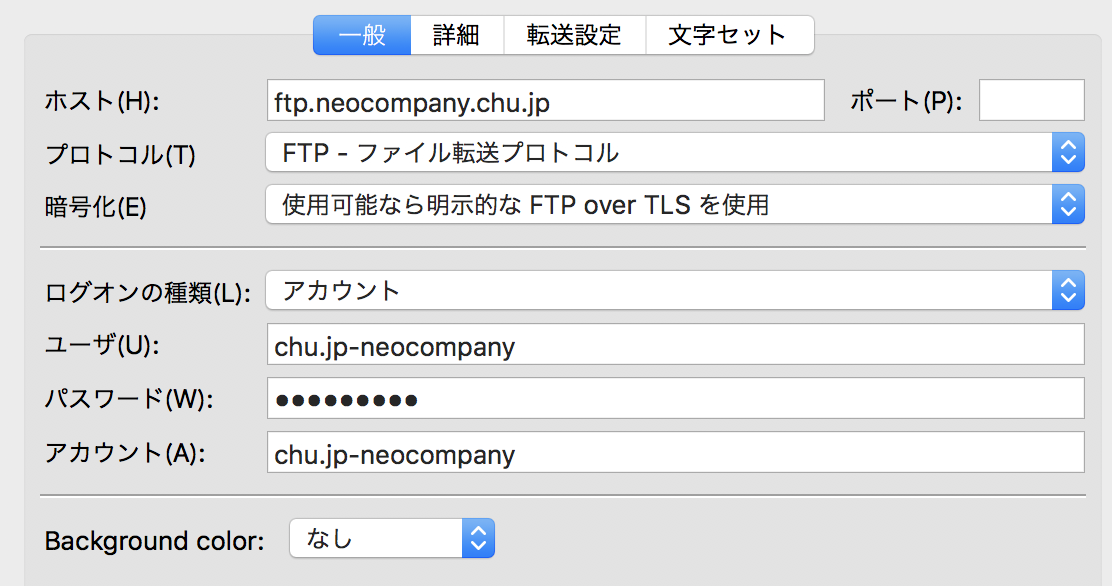 一般 詳細 転送設定 文字セット
ホスト(H): ftp.neocompany.chu.jp ポート(P):
プロトコル(T) FTP - ファイル転送プロトコル
暗号化(E) 使用可能なら明示的な FTP over TLS を使用
ログオンの種類(L): アカウント
ユーザ(U): chu.jp-neocompany
パスワード(W): ●●●●●●●●●
アカウント(A): chu.jp-neocompany
Background color: なし